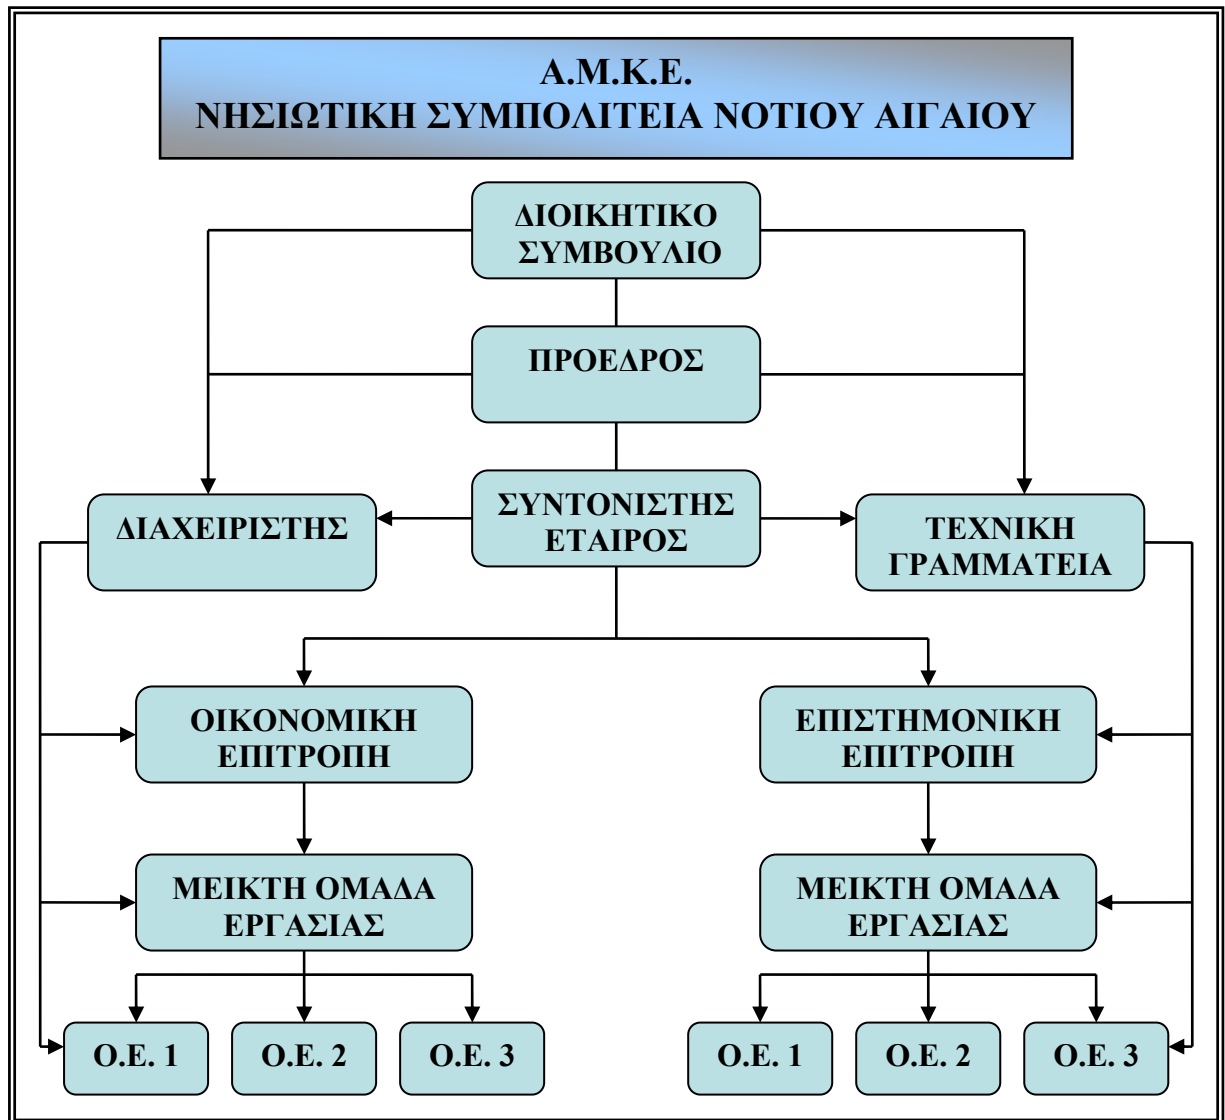 Α.Μ.Κ.Ε.
ΝΗΣΙΩΤΙΚΗ ΣΥΜΠΟΛΙΤΕΙΑ ΝΟΤΙΟΥ ΑΙΓΑΙΟΥ
ΔΙΟΙΚΗΤΙΚΟ
ΣΥΜΒΟΥΛΙΟ
ΠΡΟΕΔΡΟΣ
ΔΙΑΧΕΙΡΙΣΤΗΣ
ΣΥΝΤΟΝΙΣΤΗΣ
ΕΤΑΙΡΟΣ
ΤΕΧΝΙΚΗ
ΓΡΑΜΜΑΤΕΙΑ
ΟΙΚΟΝΟΜΙΚΗ
ΕΠΙΤΡΟΠΗ
ΕΠΙΣΤΗΜΟΝΙΚΗ
ΕΠΙΤΡΟΠΗ
ΜΕΙΚΤΗ ΟΜΑΔΑ
ΕΡΓΑΣΙΑΣ
ΜΕΙΚΤΗ ΟΜΑΔΑ
ΕΡΓΑΣΙΑΣ
Ο.Ε. 1
Ο.Ε. 2
Ο.Ε. 3
Ο.Ε. 1
Ο.Ε. 2
Ο.Ε. 3